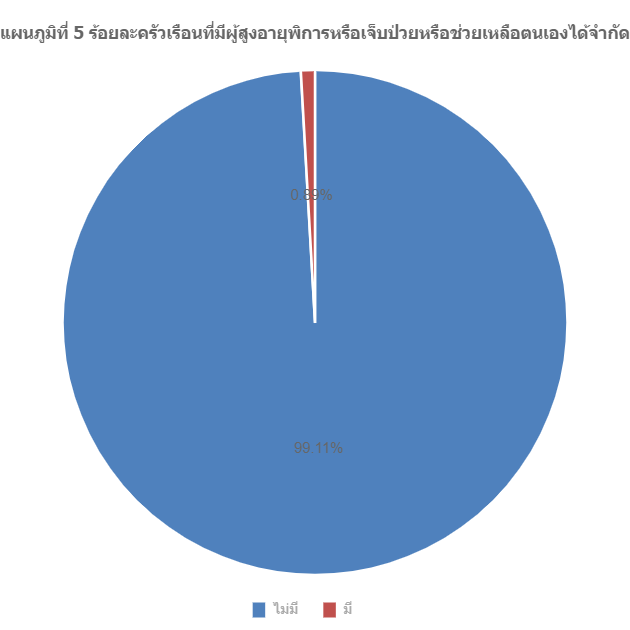 แผนภูมิที่ 5 ร้อยละครัวเรือนที่มีผู้สูงอายุพิการหรือเจ็บป่วยหรือช่วยเหลือตนเองได้จำกัด
0.89%
99.11%
ไม่มี มี